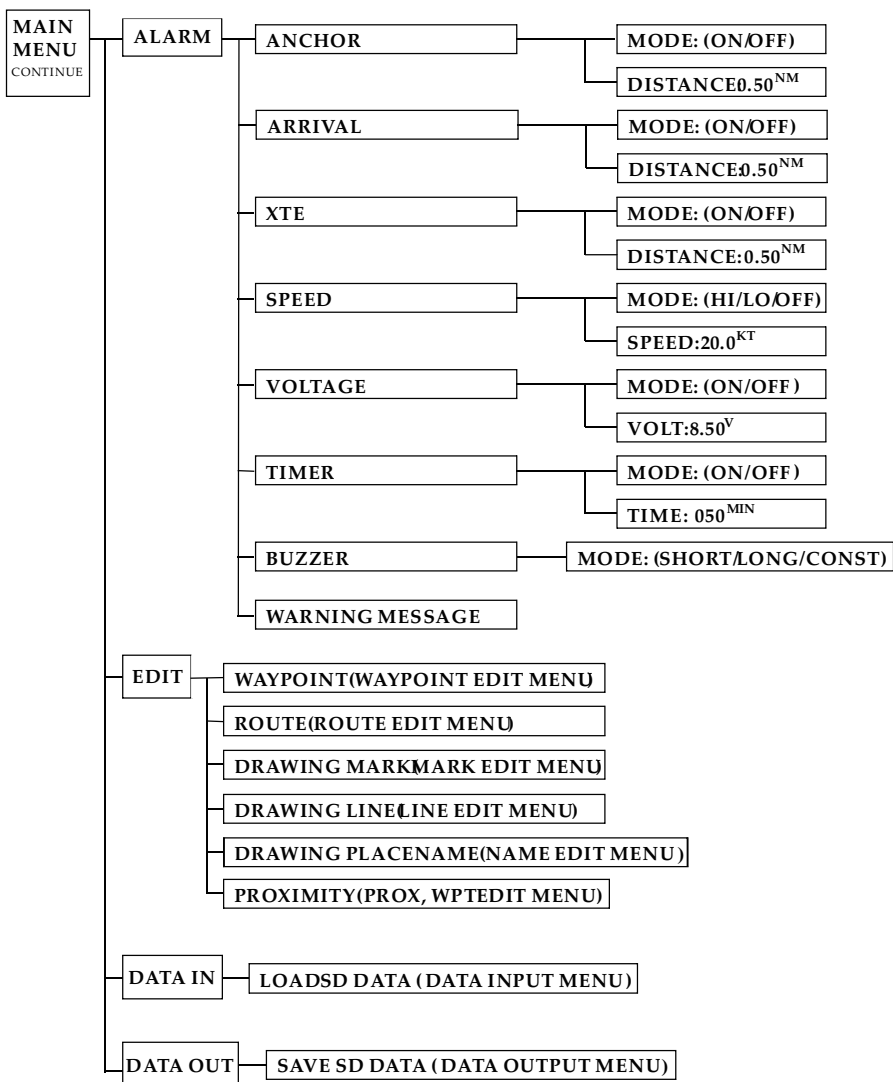 MAIN
MENU
CONTINUE
ALARM
ANCHOR
MODE: (ON/OFF)
DISTANCE:0.50NM
ARRIVAL
MODE: (ON/OFF)
DISTANCE:0.50NM
XTE
MODE: (ON/OFF)
DISTANCE:0.50NM
SPEED
MODE: (HI/LO/OFF)
SPEED:20.0KT
VOLTAGE
MODE: (ON/OFF)
VOLT:8.50V
TIMER
MODE: (ON/OFF)
TIME: 050MIN
BUZZER
MODE: (SHORT/LONG/CONST)
WARNING MESSAGE
EDIT
WAYPOINT(WAYPOINT EDIT MENU)
ROUTE(ROUTE EDIT MENU)
DRAWING MARK(MARK EDIT MENU)
DRAWING LINE(LINE EDIT MENU)
DRAWING PLACENAME(NAME EDIT MENU)
PROXIMITY(PROX, WPTEDIT MENU)
DATA IN
LOADSD DATA (DATA INPUT MENU)
DATA OUT
SAVE SD DATA (DATA OUTPUT MENU)